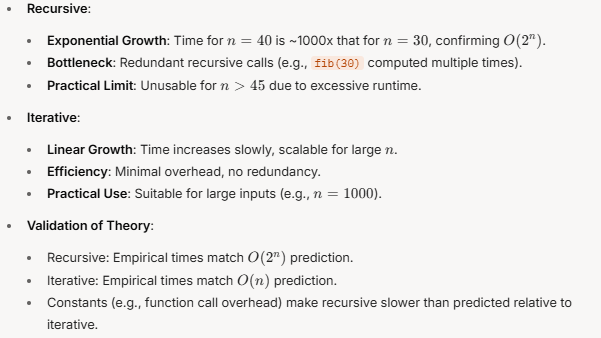 • Recursive:
• Exponential Growth: Time for n = 40 is ~1000x that for n = 30, confirming O(2ⁿ).
• Bottleneck: Redundant recursive calls (e.g., fib(30) computed multiple times).
• Practical Limit: Unusable for n > 45 due to excessive runtime.
• Iterative:
• Linear Growth: Time increases slowly, scalable for large n.
• Efficiency: Minimal overhead, no redundancy.
• Practical Use: Suitable for large inputs (e.g., n = 1000).
• Validation of Theory:
• Recursive: Empirical times match O(2ⁿ) prediction.
• Iterative: Empirical times match O(n) prediction.
• Constants (e.g., function call overhead) make recursive slower than predicted relative to
iterative.